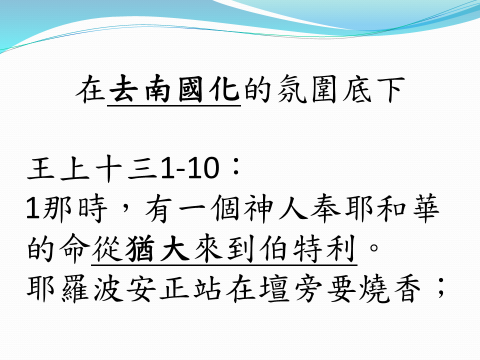 在去南國化的氛圍底下
王上十三1-10：
1那時，有一個神人奉耶和華
的命從猶大來到伯特利。
耶羅波安正站在壇旁要燒香；